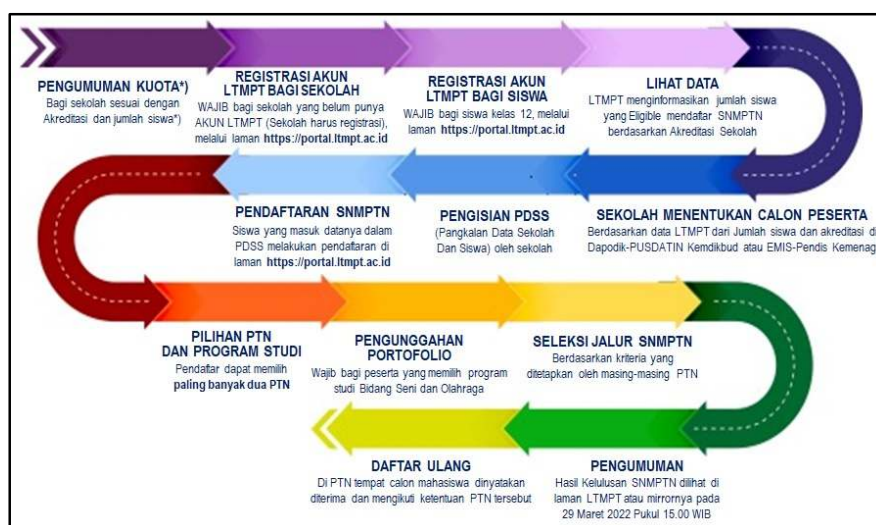 PENGUMUMAN KUOTA*)
Bagi sekolah sesuai dengan
Akreditasi dan jumlah siswa*)
REGISTRASI AKUN
LTMPT BAGI SEKOLAH
WAJIB bagi sekolah yang belum punya
AKUN LTMPT (Sekolah harus registrasi),
melalui laman https://portal.ltmpt.ac.id
REGISTRASI AKUN
LTMPT BAGI SISWA
WAJIB bagi siswa kelas 12, melalui
laman https://portal.ltmpt.ac.id
LIHAT DATA
LTMPT menginformasikan jumlah siswa
yang Eligible mendaftar SNMPTN
berdasarkan Akreditasi Sekolah
SEKOLAH MENENTUKAN CALON PESERTA
Berdasarkan data LTMPT dari Jumlah siswa dan akreditasi di
Dapodik-PUSDATIN Kemdikbud atau EMIS-Pendis Kemenag
PENGISIAN PDSS
(Pangkalan Data Sekolah
Dan Siswa) oleh sekolah
PENDAFTARAN SNMPTN
Siswa yang masuk datanya dalam
PDSS melakukan pendaftaran di
laman https://portal.ltmpt.ac.id
PILIHAN PTN
DAN PROGRAM STUDI
Pendaftar dapat memilih
paling banyak dua PTN
PENGUNGGAHAN
PORTOFOLIO
Wajib bagi peserta yang memilih program
studi Bidang Seni dan Olahraga
SELEKSI JALUR SNMPTN
Berdasarkan kriteria yang
ditetapkan oleh masing-masing PTN
PENGUMUMAN
Hasil Kelulusan SNMPTN dilihat di
laman LTMPT atau mirrornya pada
29 Maret 2022 Pukul 15.00 WIB
DAFTAR ULANG
Di PTN tempat calon mahasiswa dinyatakan
diterima dan mengikuti ketentuan PTN tersebut